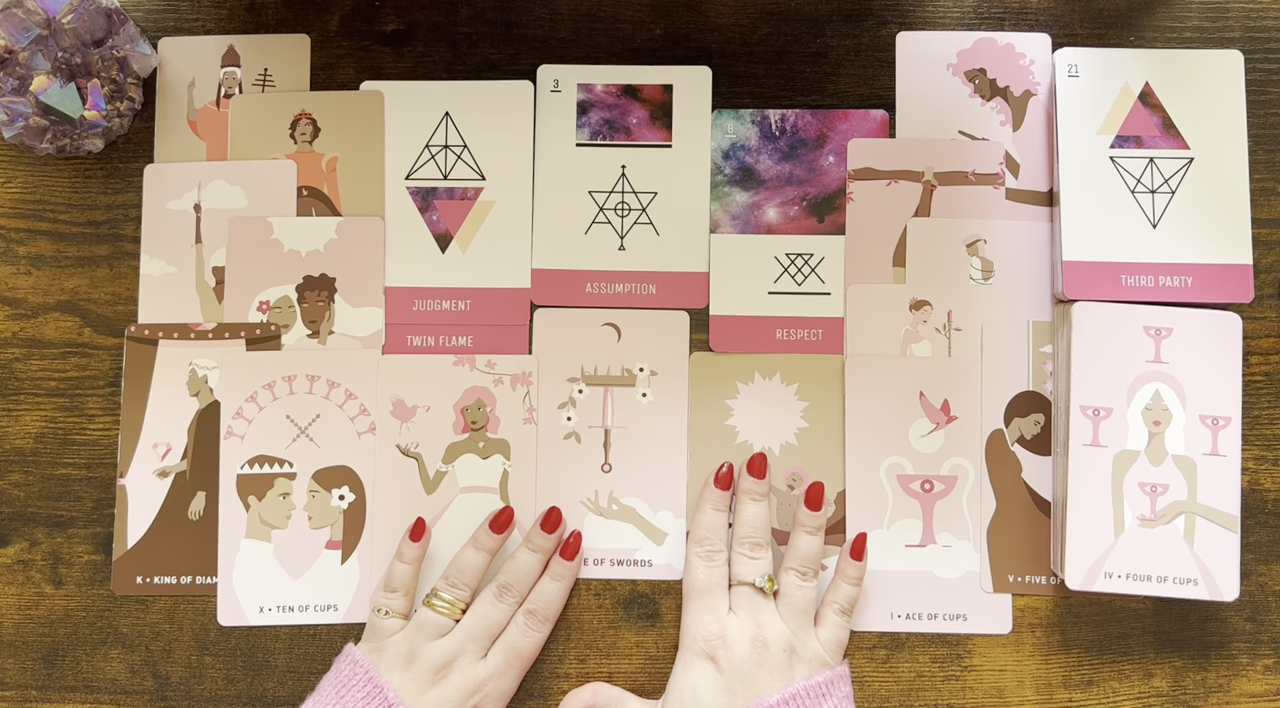 3
8
21
JUDGMENT
ASSUMPTION
THIRD PARTY
RESPECT
TWIN FLAME
E OF SWORDS
K • KING OF DIAM
V • FIVE OF
IV • FOUR OF CUPS
X • TEN OF CUPS
I • ACE OF CUPS